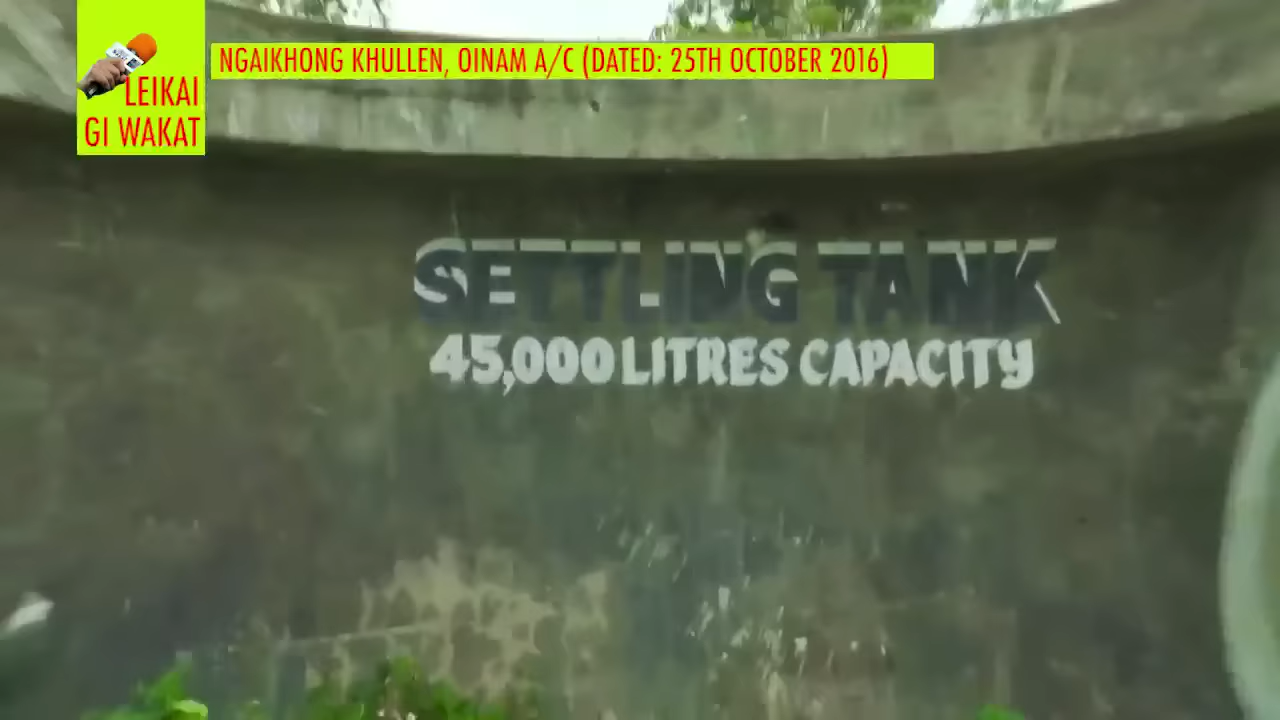 LEIKAI
GI WAKAT
NGAIKHONG KHULLEN, OINAM A/C (DATED: 25TH OCTOBER 2016)
SETTLING TANK
45,000 LITRES CAPACITY